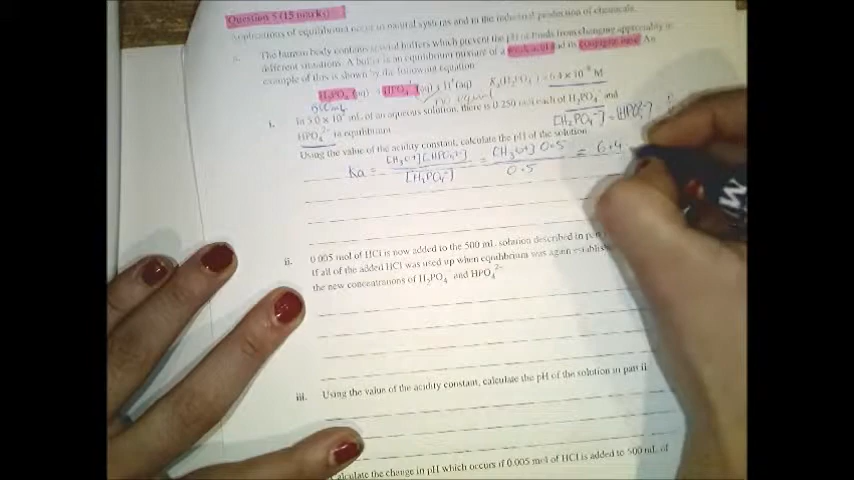 Question 5 (15 marks)
Applications of equilibrium occur in natural systems and in the industrial production of chemicals.
a. The human body contains several buffers which prevent the pH of fluids from changing appreciably in
different situations. A buffer is an equilibrium mixture of a weak acid and its conjugate base. An
example of this is shown by the following equation
H₂PO₄⁻(aq) HPO₄²⁻(aq) + H⁺(aq) Kₐ(H₂PO₄⁻) = 6.4 × 10⁻⁸ M
i. In 5.0 × 10² mL of an aqueous solution, there is 0.250 mol each of H₂PO₄⁻ and
HPO₄²⁻ in equilibrium.
[H₂PO₄⁻] = [HPO₄²⁻]
Using the value of the acidity constant, calculate the pH of the solution
Ka = [H₃O+][HPO₄²⁻] / [H₂PO₄⁻] = [H₃O+] 0.5 / 0.5 = 6.4
ii. 0.005 mol of HCl is now added to the 500 mL solution described in part
If all of the added HCl was used up when equilibrium was again
the new concentrations of H₂PO₄⁻ and HPO₄²⁻
iii. Using the value of the acidity constant, calculate the pH of the solution in part ii
Calculate the change in pH which occurs if 0.005 mol of HCl is added to 500 mL of
M